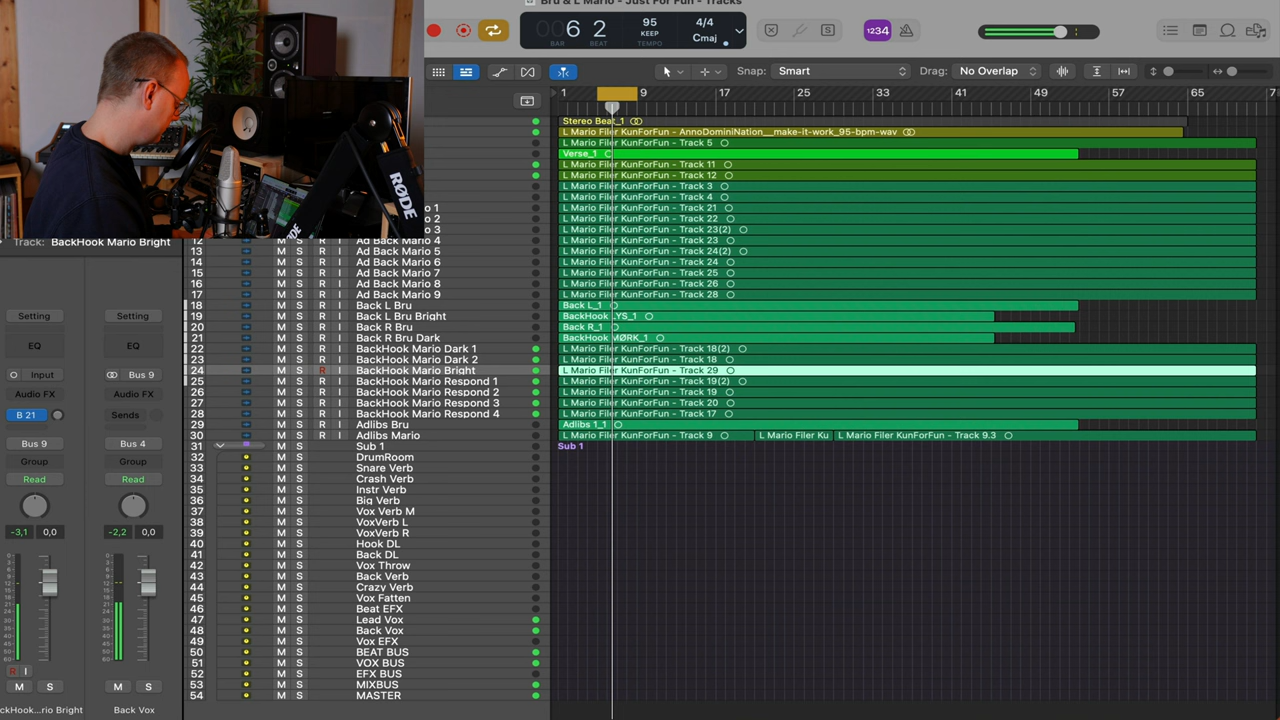 Bru & L Mario - Just For Fun - Tracks
006 2
BAR BEAT
95
KEEP
TEMPO
4/4
Cmaj
1234
Snap: Smart
Drag: No Overlap
1 9 17 25 33 41 49 57 65 7
RØDE
Track: BackHook Mario Bright
Stereo Beat_1
L Mario Filer KunForFun - AnnoDominiNation__make-it-work_95-bpm-wav
L Mario Filer KunForFun - Track 5
Verse_1
L Mario Filer KunForFun - Track 11
L Mario Filer KunForFun - Track 12
L Mario Filer KunForFun - Track 3
L Mario Filer KunForFun - Track 4
o 1 L Mario Filer KunForFun - Track 21
o 2 L Mario Filer KunForFun - Track 22
o 3 L Mario Filer KunForFun - Track 23(2)
12 M S R I Ad Back Mario 4 L Mario Filer KunForFun - Track 23
13 M S R I Ad Back Mario 5 L Mario Filer KunForFun - Track 24(2)
14 M S R I Ad Back Mario 6 L Mario Filer KunForFun - Track 24
15 M S R I Ad Back Mario 7 L Mario Filer KunForFun - Track 25
16 M S R I Ad Back Mario 8 L Mario Filer KunForFun - Track 26
17 M S R I Ad Back Mario 9 L Mario Filer KunForFun - Track 28
18 M S R I Back L Bru Back L_1
19 M S R I Back L Bru Bright BackHook LYS_1
20 M S R I Back R Bru Back R_1
21 M S R I Back R Bru Dark BackHook MØRK_1
22 M S R I BackHook Mario Dark 1 L Mario Filer KunForFun - Track 18(2)
23 M S R I BackHook Mario Dark 2 L Mario Filer KunForFun - Track 18
24 M S R I BackHook Mario Bright L Mario Filer KunForFun - Track 29
25 M S R I BackHook Mario Respond 1 L Mario Filer KunForFun - Track 19(2)
26 M S R I BackHook Mario Respond 2 L Mario Filer KunForFun - Track 19
27 M S R I BackHook Mario Respond 3 L Mario Filer KunForFun - Track 20
28 M S R I BackHook Mario Respond 4 L Mario Filer KunForFun - Track 17
29 M S R I Adlibs Bru Adlibs 1_1
30 M S R I Adlibs Mario L Mario Filer KunForFun - Track 9 L Mario Filer Ku L Mario Filer KunForFun - Track 9.3
31 M S Sub 1 Sub 1
32 M S DrumRoom
33 M S Snare Verb
34 M S Crash Verb
35 M S Instr Verb
36 M S Big Verb
37 M S Vox Verb M
38 M S VoxVerb L
39 M S VoxVerb R
40 M S Hook DL
41 M S Back DL
42 M S Vox Throw
43 M S Back Verb
44 M S Crazy Verb
45 M S Vox Fatten
46 M S Beat EFX
47 M S Lead Vox
48 M S Back Vox
49 M S Vox EFX
50 M S BEAT BUS
51 M S VOX BUS
52 M S EFX BUS
53 M S MIXBUS
54 M S MASTER
Setting Setting
EQ EQ
Input Bus 9
Audio FX Audio FX
B 21 Sends
Bus 9 Bus 4
Group Group
Read Read
-3,1 0,0 -2,2 0,0
R I
M S M S
ckHook...rio Bright Back Vox